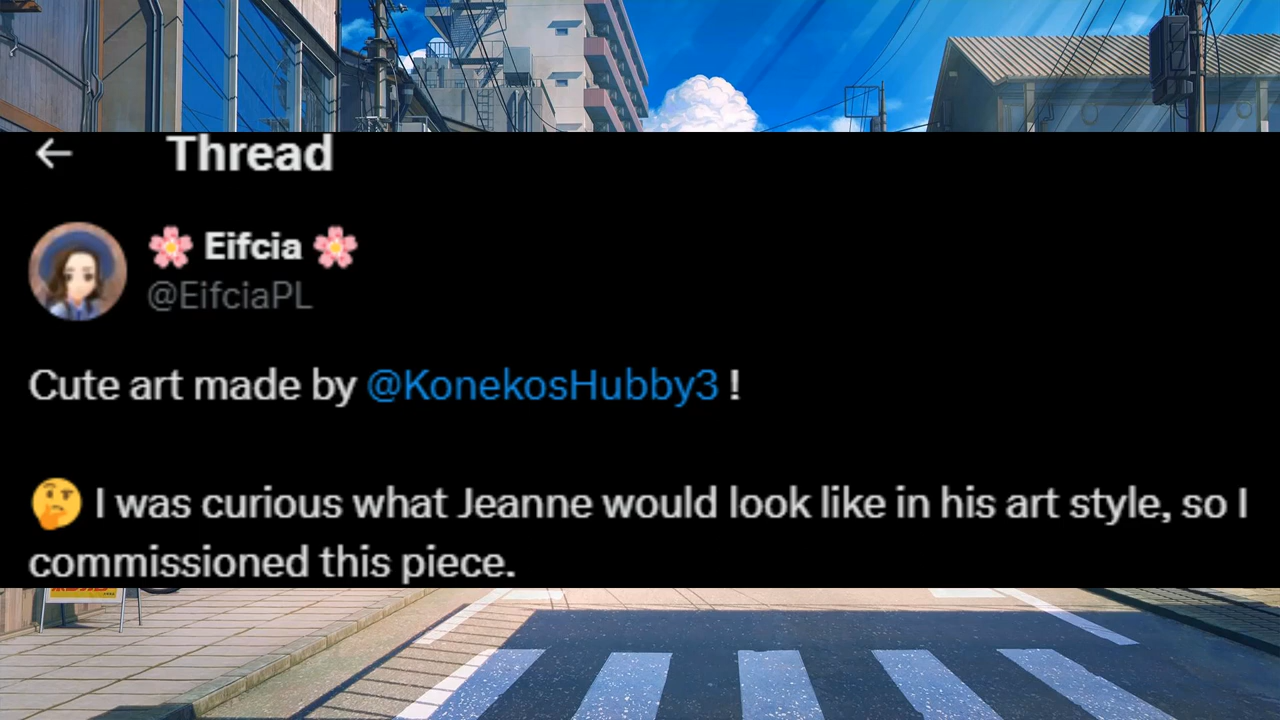 Thread
🌸 Eifcia 🌸
@EifciaPL
Cute art made by @KonekosHubby3 !
🤔 I was curious what Jeanne would look like in his art style, so I
commissioned this piece.